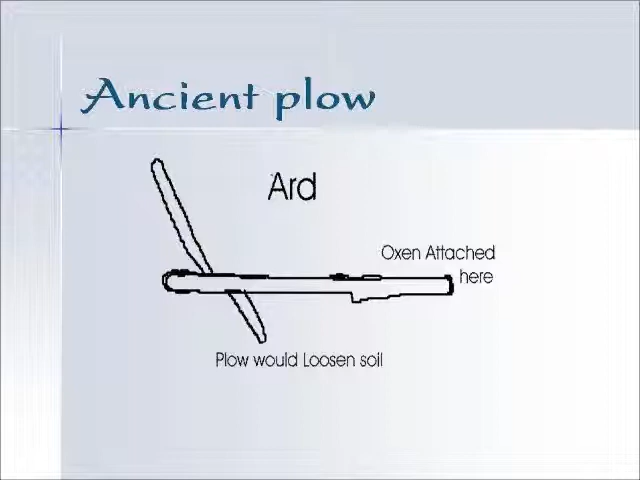 Ancient plow
Ard
Oxen Attached
here
Plow would Loosen soil